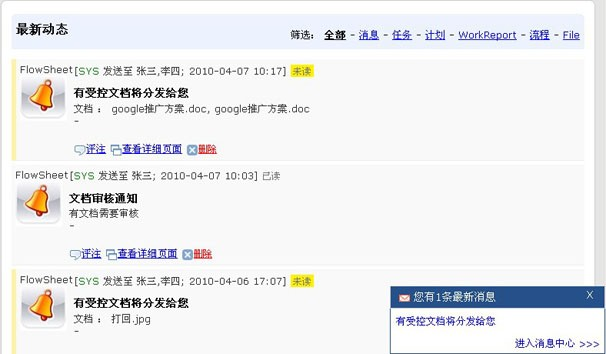 最新动态
筛选： 全部 - 消息 - 任务 - 计划 - WorkReport - 流程 - File
FlowSheet [SYS 发送至 张三,李四; 2010-04-07 10:17] 未读
有受控文档将分发给您
文档 ： google推广方案.doc, google推广方案.doc
-
评注 查看详细页面 删除
FlowSheet [SYS 发送至 张三; 2010-04-07 10:03] 已读
文档审核通知
有文档需要审核
-
评注 查看详细页面 删除
FlowSheet [SYS 发送至 张三,李四; 2010-04-06 17:07] 未读
有受控文档将分发给您
文档 ： 打回.jpg
-
您有1条最新消息 X
有受控文档将分发给您
进入消息中心 >>>